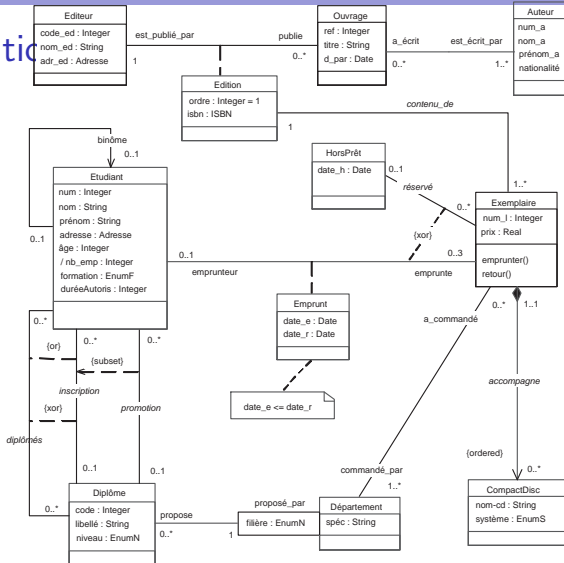 tic
Editeur
code_ed : Integer
nom_ed : String
adr_ed : Adresse
est_publié_par
publie
1
0..*
Ouvrage
ref : Integer
titre : String
d_par : Date
a_écrit
est_écrit_par
0..*
1..*
Auteur
num_a
nom_a
prénom_a
nationalité
Edition
ordre : Integer = 1
isbn : ISBN
contenu_de
1
1..*
binôme
0..1
0..1
HorsPrêt
date_h : Date
0..1
réservé
0..*
{xor}
Etudiant
num : Integer
nom : String
prénom : String
adresse : Adresse
âge : Integer
/ nb_emp : Integer
formation : EnumF
duréeAutoris : Integer
Exemplaire
num_I : Integer
prix : Real
emprunter()
retour()
0..1
emprunteur
0..3
emprunte
Emprunt
date_e : Date
date_r : Date
date_e <= date_r
0..*
1..1
a_commandé
accompagne
0..*
0..*
0..*
{or}
{subset}
inscription
{xor}
promotion
diplômés
0..1
0..1
0..*
{ordered}
0..*
commandé_par
1..*
Diplôme
code : Integer
libellé : String
niveau : EnumN
propose
0..*
proposé_par
1
filière : EnumN
Département
spéc : String
CompactDisc
nom-cd : String
système : EnumS